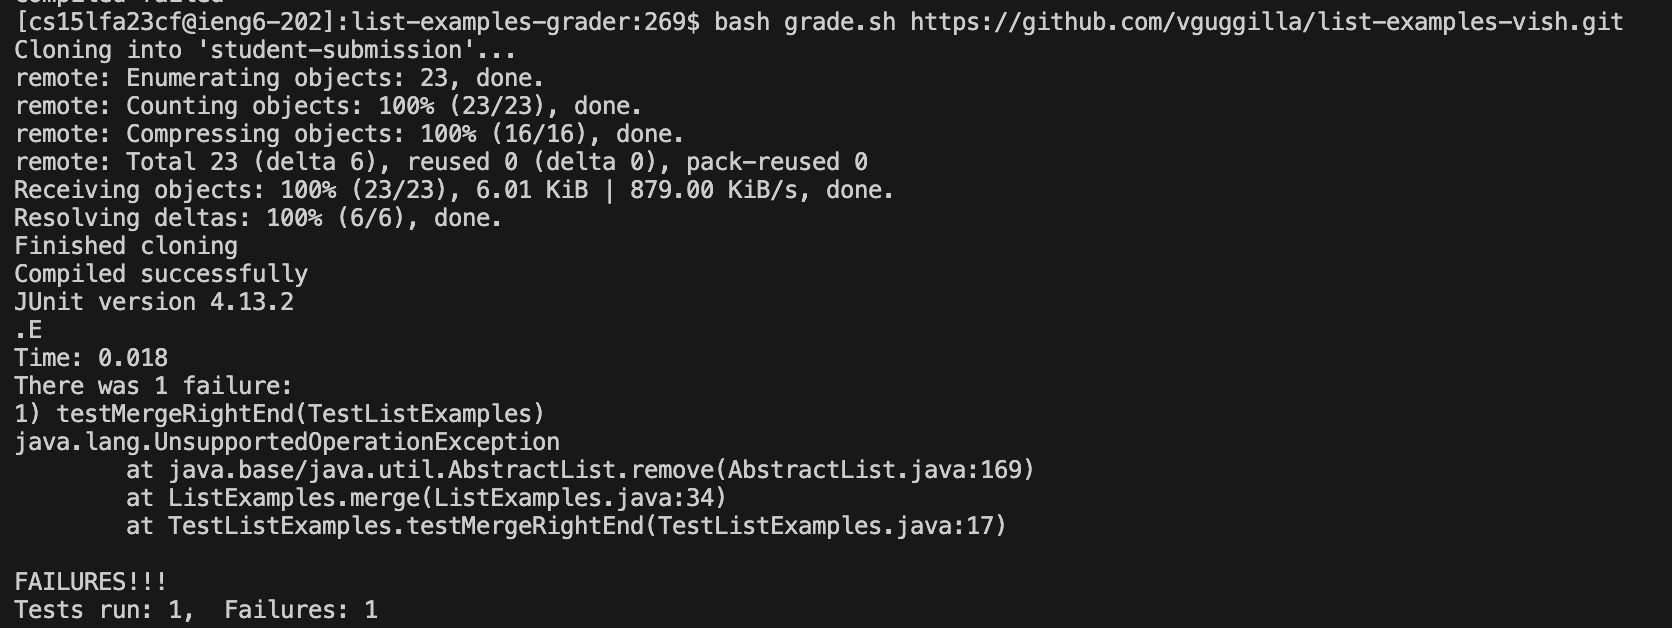 Compiled failed
[cs15lfa23cf@ieng6-202]:list-examples-grader:269$ bash grade.sh https://github.com/vguggilla/list-examples-vish.git
Cloning into 'student-submission'...
remote: Enumerating objects: 23, done.
remote: Counting objects: 100% (23/23), done.
remote: Compressing objects: 100% (16/16), done.
remote: Total 23 (delta 6), reused 0 (delta 0), pack-reused 0
Receiving objects: 100% (23/23), 6.01 KiB | 879.00 KiB/s, done.
Resolving deltas: 100% (6/6), done.
Finished cloning
Compiled successfully
JUnit version 4.13.2
.E
Time: 0.018
There was 1 failure:
1) testMergeRightEnd(TestListExamples)
java.lang.UnsupportedOperationException
        at java.base/java.util.AbstractList.remove(AbstractList.java:169)
        at ListExamples.merge(ListExamples.java:34)
        at TestListExamples.testMergeRightEnd(TestListExamples.java:17)

FAILURES!!!
Tests run: 1,  Failures: 1